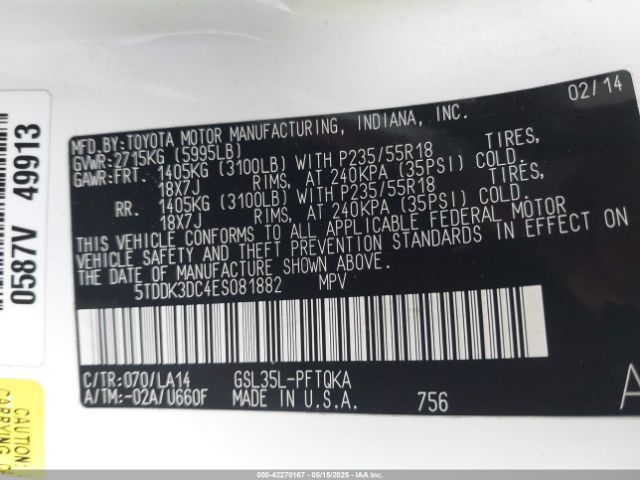 02/14
MFD.BY:TOYOTA MOTOR MANUFACTURING, INDIANA, INC.
GVWR:2715KG (5995LB)
GAWR:FRT. 1405KG (3100LB) WITH P235/55R18 TIRES,
18X7J RIMS, AT 240KPA (35PSI) COLD.
RR. 1405KG (3100LB) WITH P235/55R18 TIRES,
18X7J RIMS, AT 240KPA (35PSI) COLD.
THIS VEHICLE CONFORMS TO ALL APPLICABLE FEDERAL MOTOR
VEHICLE SAFETY AND THEFT PREVENTION STANDARDS IN EFFECT ON
THE DATE OF MANUFACTURE SHOWN ABOVE.
5TDDK3DC4ES081882 MPV
C/TR:070/LA14 GSL35L-PFTQKA
A/TM:-02A/U660F MADE IN U.S.A. 756
A
0587V 49913
CARRYING
000-42270167 - 05/15/2025 - IAAI.COM